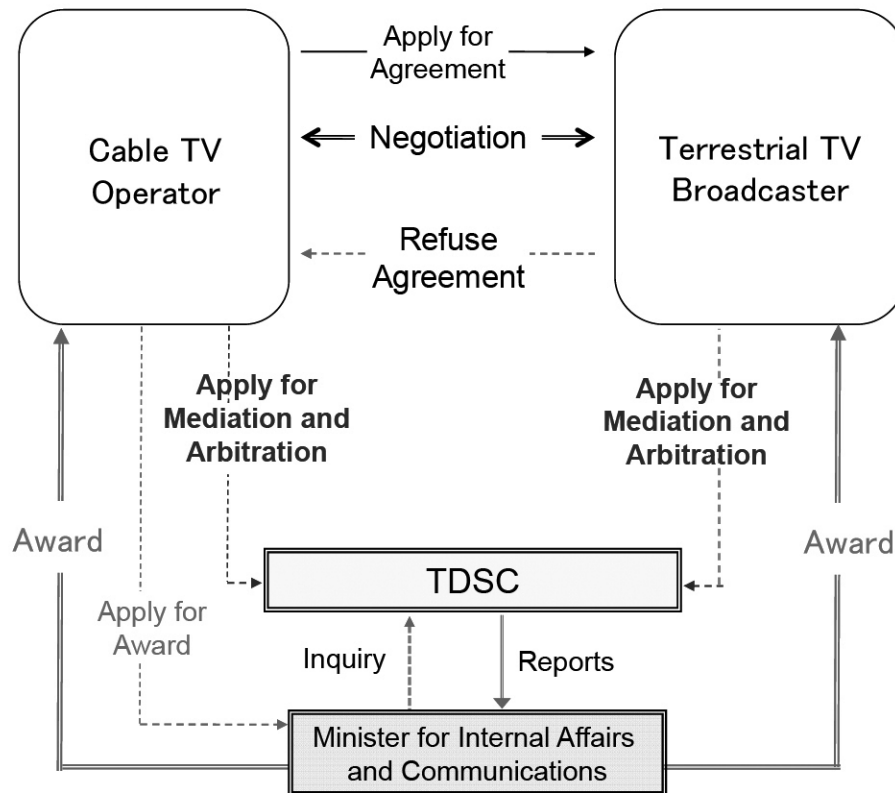 Apply for
Agreement
Cable TV
Operator
Negotiation
Terrestrial TV
Broadcaster
Refuse
Agreement
Apply for
Mediation and
Arbitration
Apply for
Mediation and
Arbitration
Award
Award
TDSC
Apply for
Award
Inquiry
Reports
Minister for Internal Affairs
and Communications